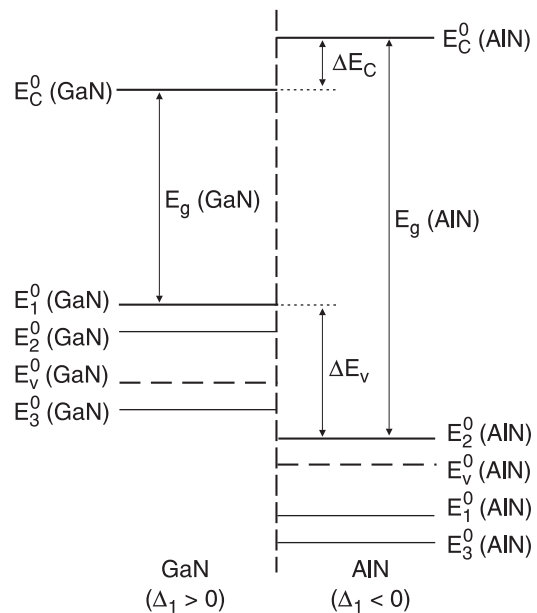 E_C^0 (AlN)
ΔE_C
E_C^0 (GaN)
E_g (GaN)
E_g (AlN)
E_1^0 (GaN)
E_2^0 (GaN)
ΔE_v
E_v^0 (GaN)
E_3^0 (GaN)
E_2^0 (AlN)
E_v^0 (AlN)
E_1^0 (AlN)
E_3^0 (AlN)
GaN
(Δ_1 > 0)
AlN
(Δ_1 < 0)